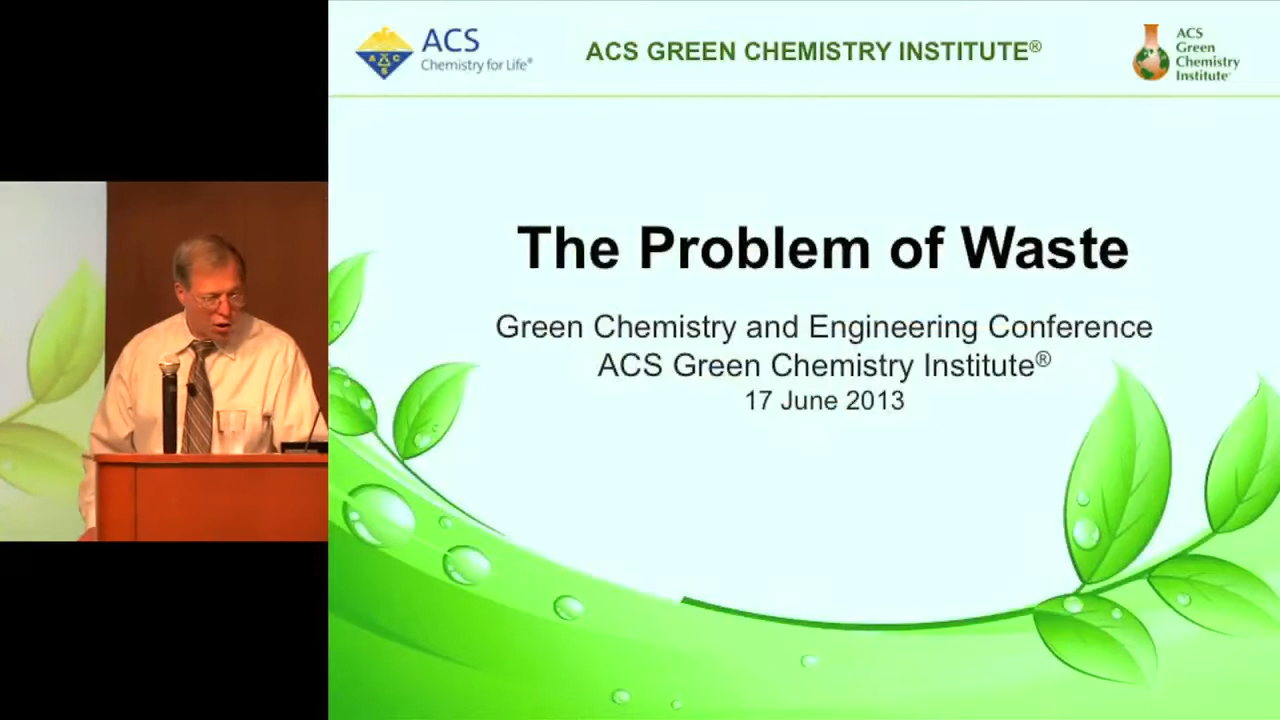 ACS
Chemistry for Life®
ACS GREEN CHEMISTRY INSTITUTE®
ACS
Green
Chemistry
Institute®
A C S
The Problem of Waste
Green Chemistry and Engineering Conference
ACS Green Chemistry Institute®
17 June 2013